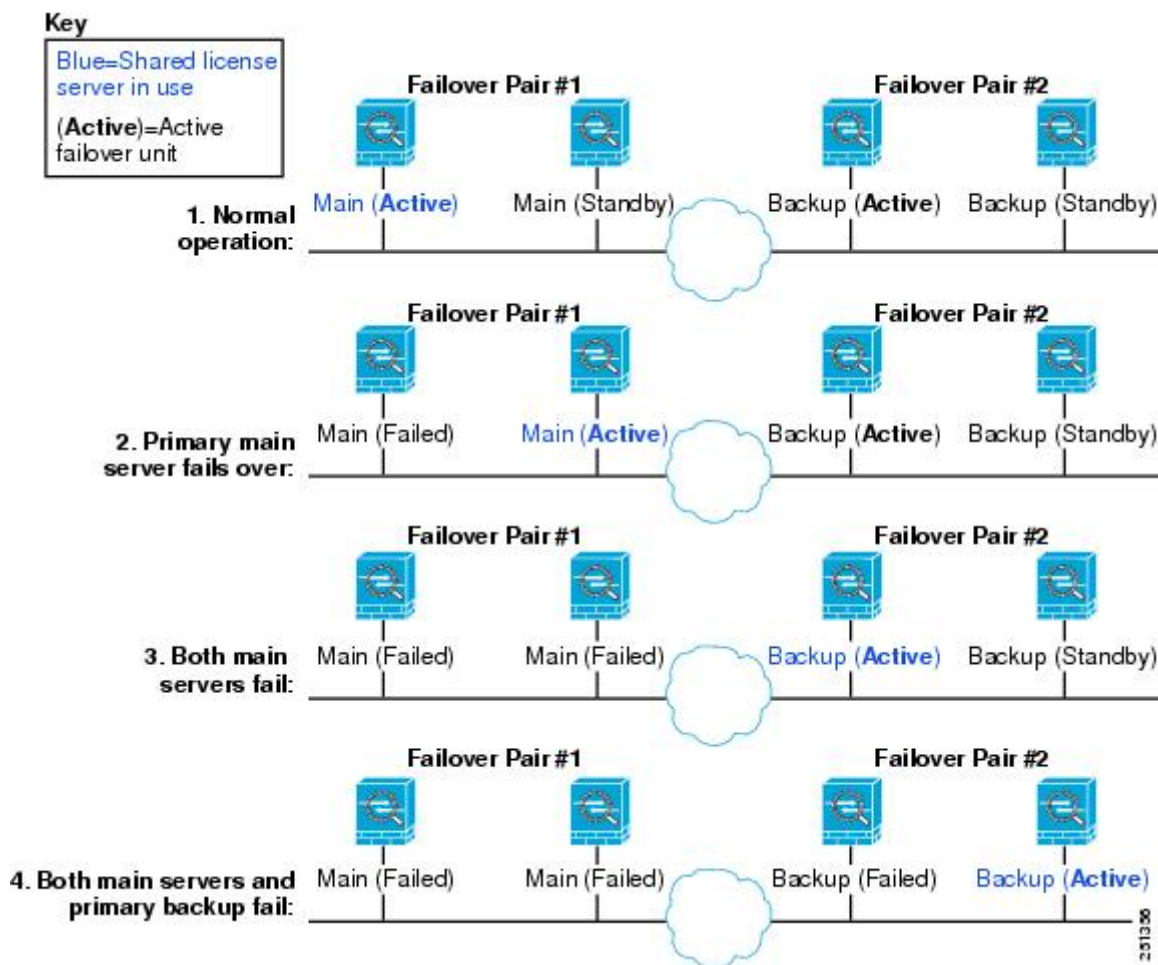 Key
Blue=Shared license
server in use
(Active)=Active
failover unit
Failover Pair #1 Failover Pair #2
1. Normal
operation:
Main (Active) Main (Standby) Backup (Active) Backup (Standby)
Failover Pair #1 Failover Pair #2
2. Primary main
server fails over:
Main (Failed) Main (Active) Backup (Active) Backup (Standby)
Failover Pair #1 Failover Pair #2
3. Both main
servers fail:
Main (Failed) Main (Failed) Backup (Active) Backup (Standby)
Failover Pair #1 Failover Pair #2
4. Both main servers and
primary backup fail:
Main (Failed) Main (Failed) Backup (Failed) Backup (Active)
251356